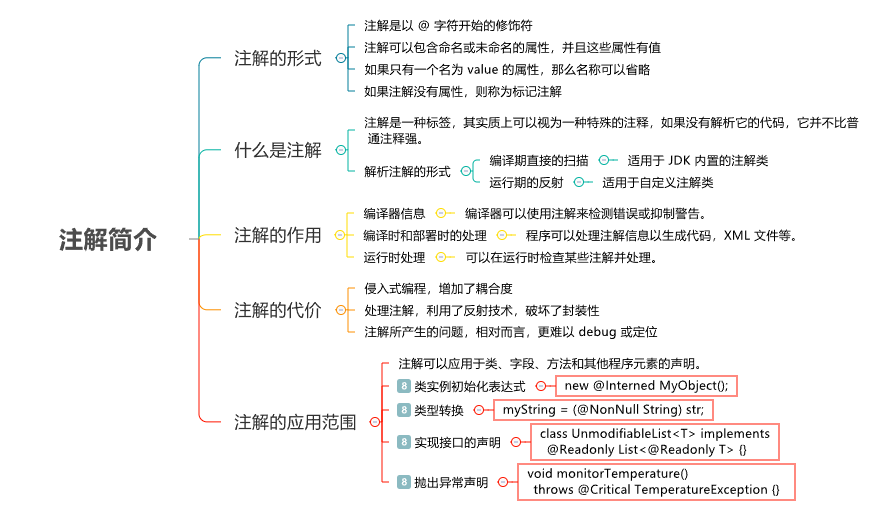 注解简介
注解的形式
注解是以 @ 字符开始的修饰符
注解可以包含命名或未命名的属性，并且这些属性有值
如果只有一个名为 value 的属性，那么名称可以省略
如果注解没有属性，则称为标记注解
什么是注解
注解是一种标签，其实质上可以视为一种特殊的注释，如果没有解析它的代码，它并不比普
通注释强。
解析注解的形式
编译期直接的扫描
适用于 JDK 内置的注解类
运行期的反射
适用于自定义注解类
注解的作用
编译器信息
编译器可以使用注解来检测错误或抑制警告。
编译时和部署时的处理
程序可以处理注解信息以生成代码，XML 文件等。
运行时处理
可以在运行时检查某些注解并处理。
注解的代价
侵入式编程，增加了耦合度
处理注解，利用了反射技术，破坏了封装性
注解所产生的问题，相对而言，更难以 debug 或定位
注解的应用范围
注解可以应用于类、字段、方法和其他程序元素的声明。
8 类实例初始化表达式
new @Interned MyObject();
8 类型转换
myString = (@NonNull String) str;
8 实现接口的声明
class UnmodifiableList<T> implements
@Readonly List<@Readonly T> {}
8 抛出异常声明
void monitorTemperature()
throws @Critical TemperatureException {}